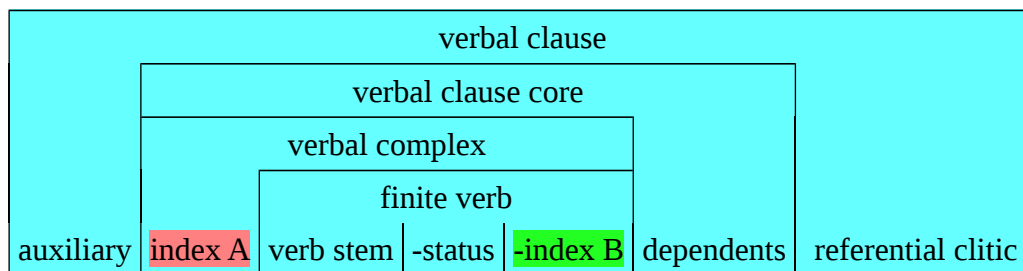 verbal clause
verbal clause core
verbal complex
finite verb
auxiliary index A verb stem -status -index B dependents referential clitic